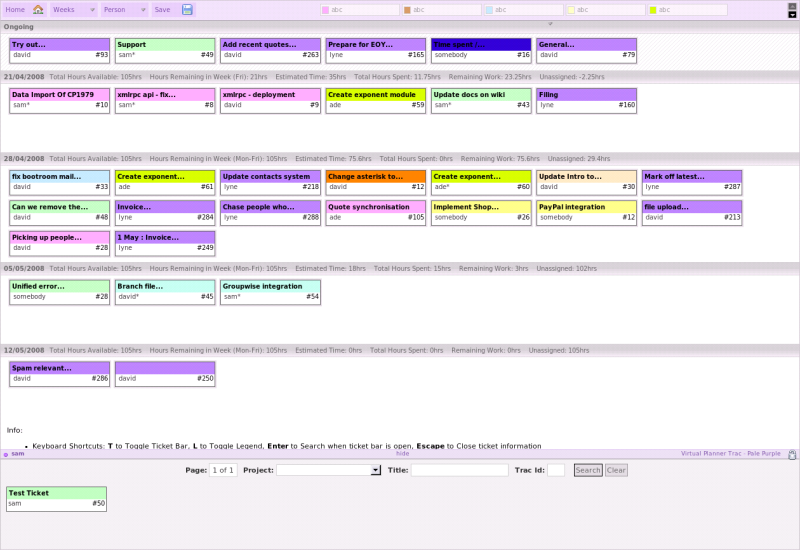 Weeks Person Save abc abc abc abc abc
Ongoing
Try out... Support Add recent quotes... Prepare for EOY... Time spent /... General...
david #93 sam* #49 david #263 lyne #165 somebody #16 david #79
21/04/2008 Total Hours Available: 105hrs Hours Remaining in Week (Fri): 21hrs Estimated Time: 35hrs Total Hours Spent: 11.75hrs Remaining Work: 23.25hrs Unassigned: -2.25hrs
Data Import Of CP1979 xmlrpc api - fix... xmlrpc - deployment Create exponent module Update docs on wiki Filing
sam* #10 sam* #8 david #9 ade #59 sam* #43 lyne #160
28/04/2008 Total Hours Available: 105hrs Hours Remaining in Week (Mon-Fri): 105hrs Estimated Time: 75.6hrs Total Hours Spent: 0hrs Remaining Work: 75.6hrs Unassigned: 29.4hrs
fix bootroom mail... Create exponent... Update contacts system Change asterisk to... Create exponent... Update Intro to... Mark off latest...
david #33 ade #61 lyne #218 david #12 ade* #60 david #30 lyne #287
Can we remove the... Invoice... Chase people who... Quote synchronisation Implement Shop... PayPal integration file upload...
david #48 lyne #284 lyne #288 ade #105 somebody #26 somebody #12 david #213
Picking up people... 1 May : Invoice...
david #28 lyne #249
05/05/2008 Total Hours Available: 105hrs Hours Remaining in Week (Mon-Fri): 105hrs Estimated Time: 18hrs Total Hours Spent: 15hrs Remaining Work: 3hrs Unassigned: 102hrs
Unified error... Branch file... Groupwise integration
somebody #28 david* #45 sam* #54
12/05/2008 Total Hours Available: 105hrs Hours Remaining in Week (Mon-Fri): 105hrs Estimated Time: 0hrs Total Hours Spent: 0hrs Remaining Work: 0hrs Unassigned: 105hrs
Spam relevant...
david #286 david #250
Info:
• Keyboard Shortcuts: T to Toggle Ticket Bar, L to Toggle Legend, Enter to Search when ticket bar is open, Escape to Close ticket information
sam hide Virtual Planner Trac - Pale Purple
Page: 1 of 1 Project: Title: Trac Id: Search Clear
Test Ticket
sam #50